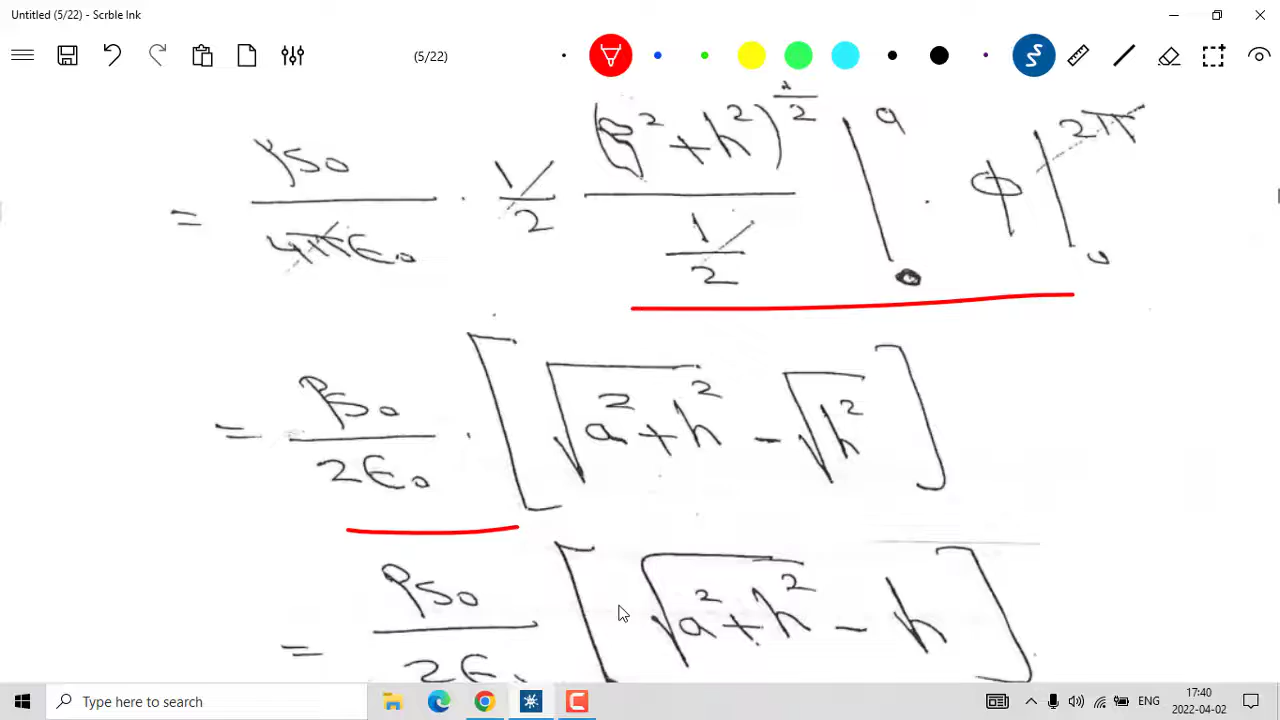 Untitled (5/22) - Scrble Ink
(5/22)
= ρs0 / 4πε0 · 1/2 (ρ² + h²)^(1/2) / (1/2) |₀ᵃ · φ |₀^2π
= ρs0 / 2ε0 · [√(a² + h²) - √h²]
= ρs0 / 2ε0 [√(a² + h²) - h]
Type here to search
ENG
17:40
2022-04-02